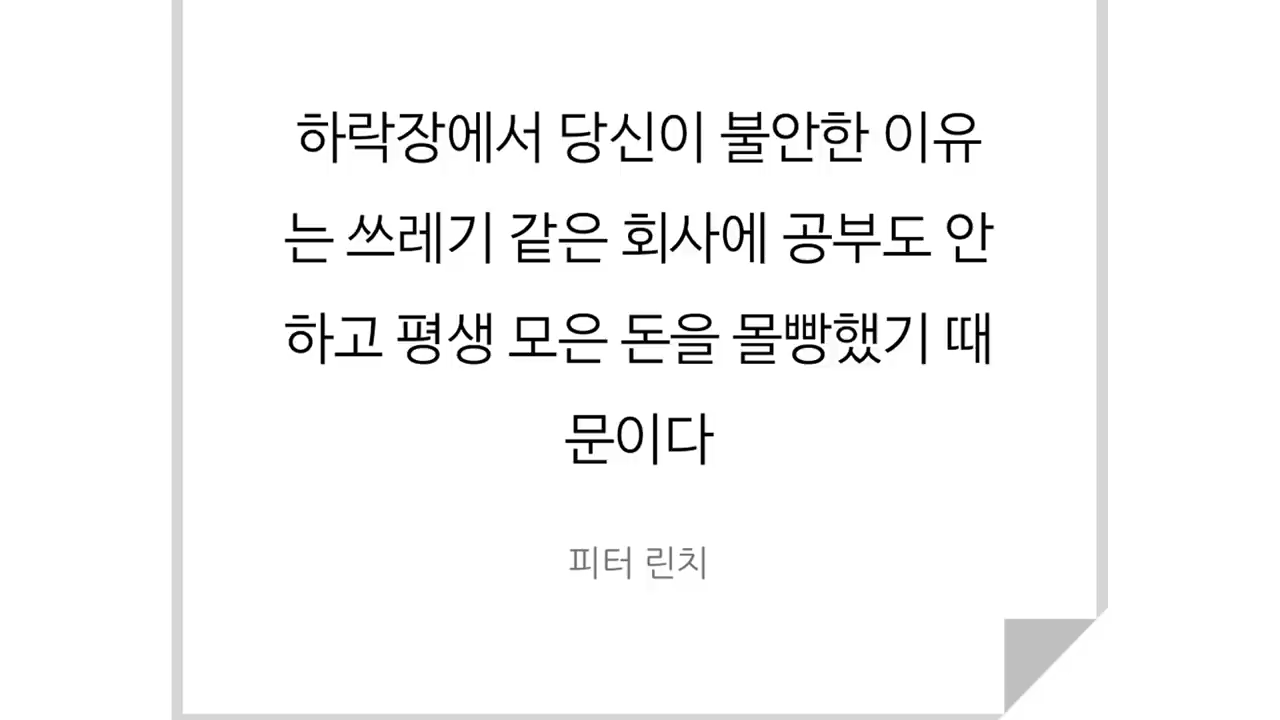 하락장에서 당신이 불안한 이유
는 쓰레기 같은 회사에 공부도 안
하고 평생 모은 돈을 몰빵했기 때
문이다
피터 린치